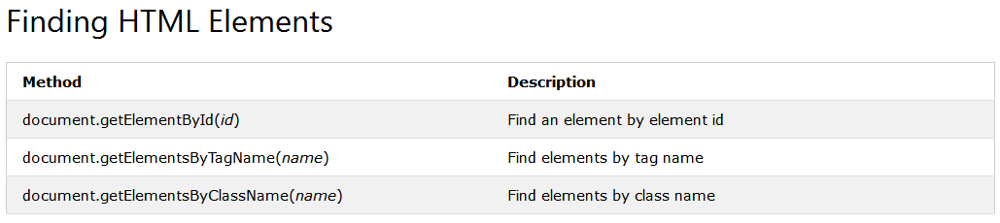 Finding HTML Elements
Method Description
document.getElementById(id) Find an element by element id
document.getElementsByTagName(name) Find elements by tag name
document.getElementsByClassName(name) Find elements by class name